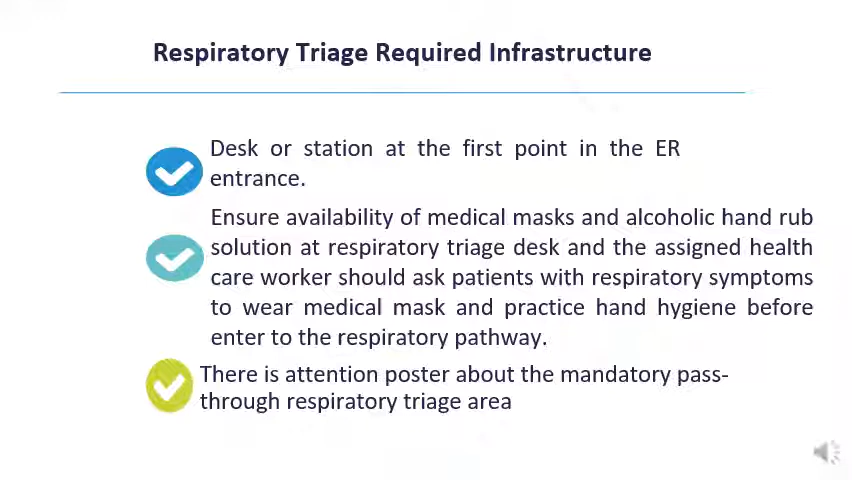 Respiratory Triage Required Infrastructure
Desk or station at the first point in the ER
entrance.
Ensure availability of medical masks and alcoholic hand rub
solution at respiratory triage desk and the assigned health
care worker should ask patients with respiratory symptoms
to wear medical mask and practice hand hygiene before
enter to the respiratory pathway.
There is attention poster about the mandatory pass-
through respiratory triage area